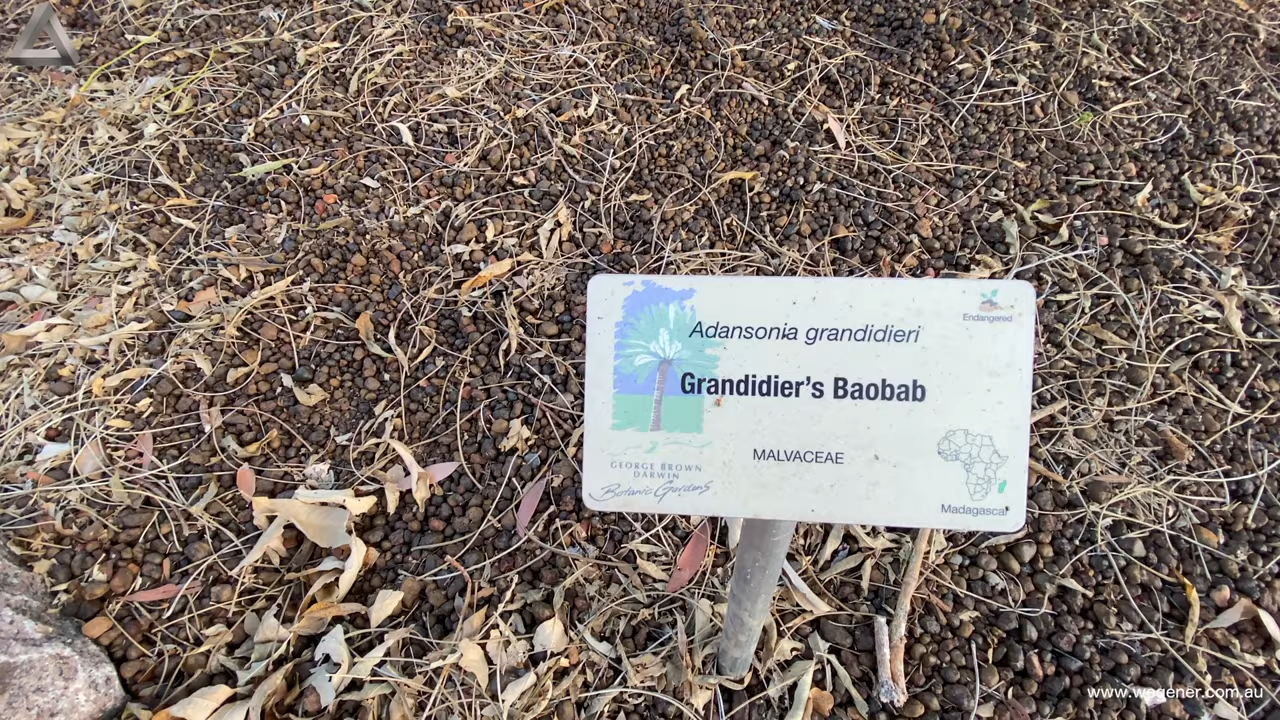 Endangered
Adansonia grandidieri
Grandidier's Baobab
MALVACEAE
GEORGE BROWN
DARWIN
Botanic Gardens
Madagascar
www.wegener.com.au